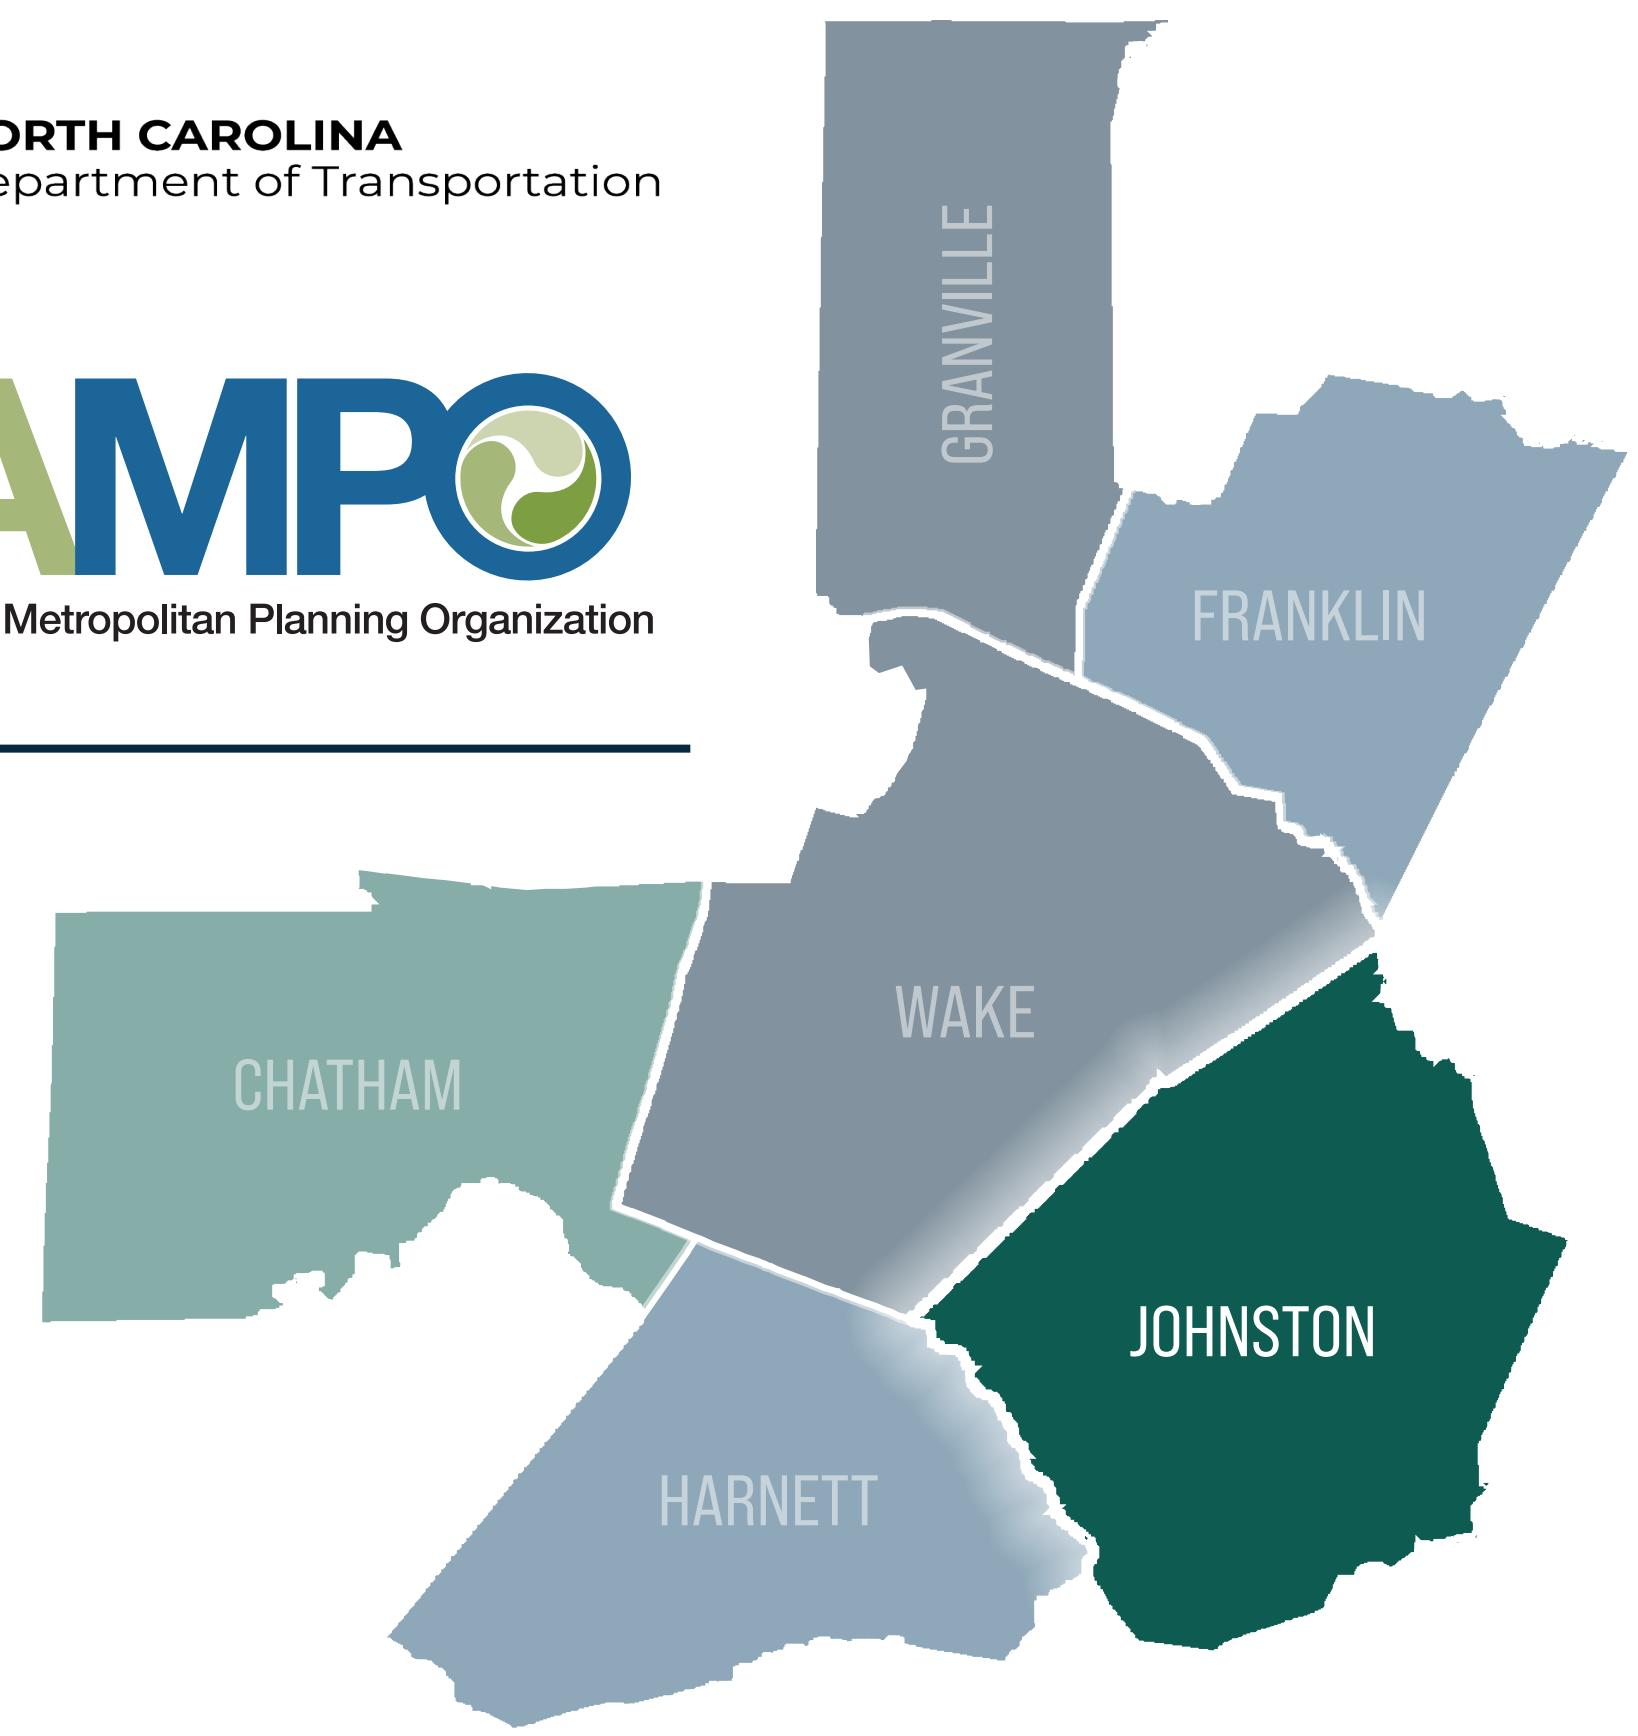 ORTH CAROLINA
epartment of Transportation
AMPO
Metropolitan Planning Organization
GRANVILLE
FRANKLIN
WAKE
CHATHAM
JOHNSTON
HARNETT